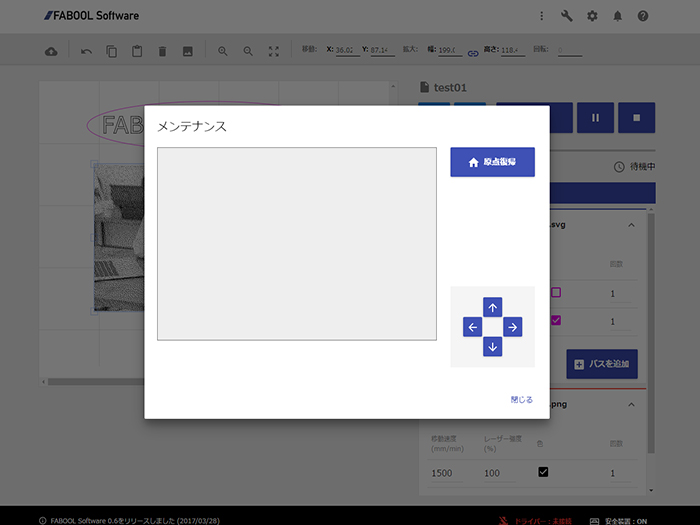 FABOOL Software
移動: X: 36.02 Y: 87.14 拡大: 幅: 199.0 高さ: 118.4 回転:
test01
FAB
メンテナンス
原点復帰
待機中
.svg
回数
1
1
パスを追加
閉じる
.png
移動速度 レーザー強度 色 回数
(mm/min) (%)
1500 100 1
FABOOL Software 0.6をリリースしました (2017/03/28) ドライバー : 未接続 安全装置 : ON